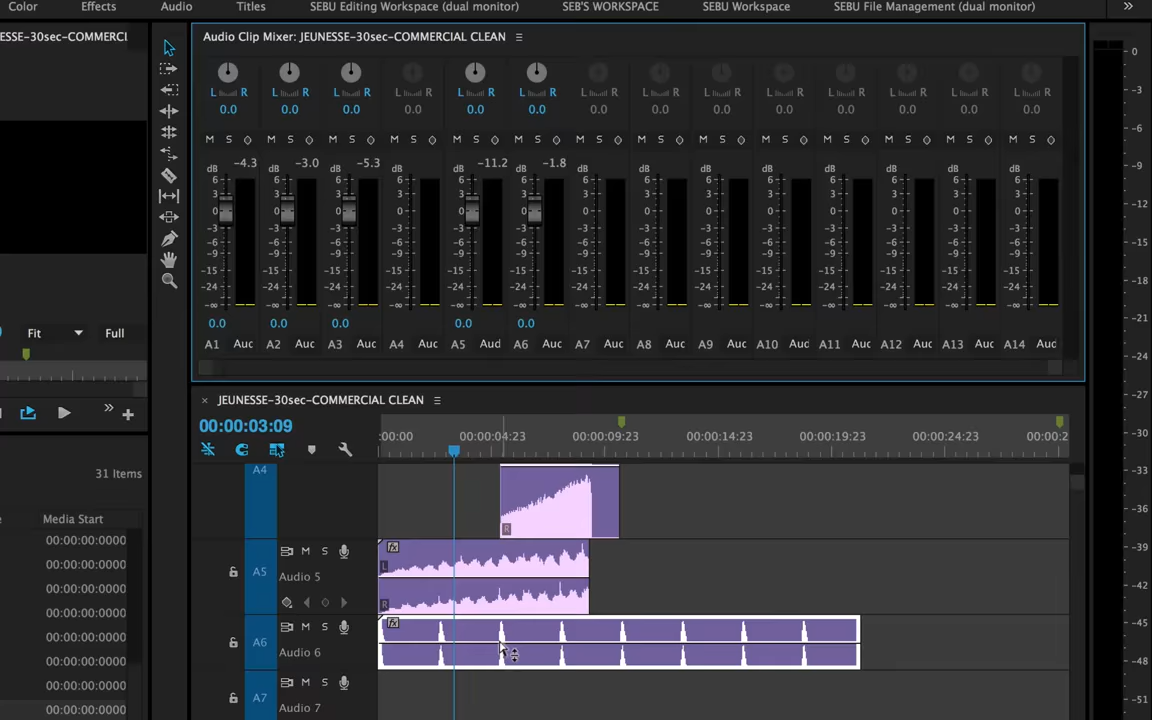 Color Effects Audio Titles SEBU Editing Workspace (dual monitor) SEB'S WORKSPACE SEBU Workspace SEBU File Management (dual monitor)
ESSE-30sec-COMMERCI
Audio Clip Mixer: JEUNESSE-30sec-COMMERCIAL CLEAN
L R L R L R L R L R L R L R L R L R L R L R L R L R L R
0.0 0.0 0.0 0.0 0.0 0.0 0.0 0.0 0.0 0.0 0.0 0.0 0.0 0.0
M S M S M S M S M S M S M S M S M S M S M S M S M S M S
-4.3 -3.0 -5.3 -11.2 -1.8
dB dB dB dB dB dB dB dB dB dB dB dB dB dB
6 6 6 6 6 6 6 6 6 6 6 6 6 6
3 3 3 3 3 3 3 3 3 3 3 3 3 3
0 0 0 0 0 0 0 0 0 0 0 0 0 0
-3 -3 -3 -3 -3 -3 -3 -3 -3 -3 -3 -3 -3 -3
-6 -6 -6 -6 -6 -6 -6 -6 -6 -6 -6 -6 -6 -6
-9 -9 -9 -9 -9 -9 -9 -9 -9 -9 -9 -9 -9 -9
-15 -15 -15 -15 -15 -15 -15 -15 -15 -15 -15 -15 -15 -15
-24 -24 -24 -24 -24 -24 -24 -24 -24 -24 -24 -24 -24 -24
-∞ -∞ -∞ -∞ -∞ -∞ -∞ -∞ -∞ -∞ -∞ -∞ -∞ -∞
0.0 0.0 0.0 0.0 0.0
A1 Auc A2 Auc A3 Auc A4 Auc A5 Aud A6 Auc A7 Auc A8 Auc A9 Auc A10 Aud A11 Auc A12 Auc A13 Auc A14 Aud
0
-3
-6
-9
-12
-15
-18
-21
-24
-27
-30
-33
-36
-39
-42
-45
-48
-51
Fit Full
31 Items
Media Start
00:00:00:0000
00:00:00:0000
00:00:00:0000
00:00:00:0000
00:00:00:0000
00:00:00:0000
00:00:00:0000
00:00:00:0000
× JEUNESSE-30sec-COMMERCIAL CLEAN
00:00:03:09
:00:00 00:00:04:23 00:00:09:23 00:00:14:23 00:00:19:23 00:00:24:23 00:00:2
A4
R
A5 M S
Audio 5
fx
L
R
A6 M S
Audio 6
fx
A7 M S
Audio 7